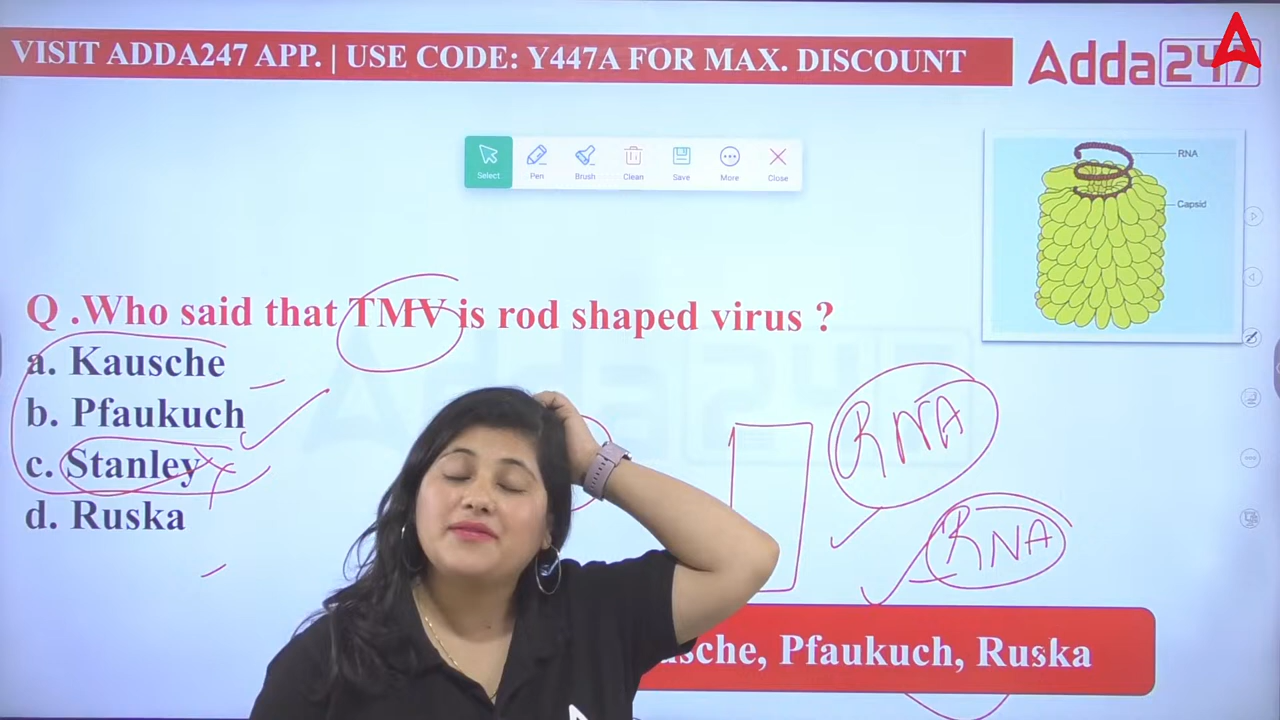 VISIT ADDA247 APP. | USE CODE: Y447A FOR MAX. DISCOUNT
Adda247
Select
Pen
Brush
Clean
Save
More
Close
RNA
Capsid
Q .Who said that TMV is rod shaped virus ?
a. Kausche
b. Pfaukuch
c. Stanley
d. Ruska
RNA
RNA
Pfaukuch, Ruska